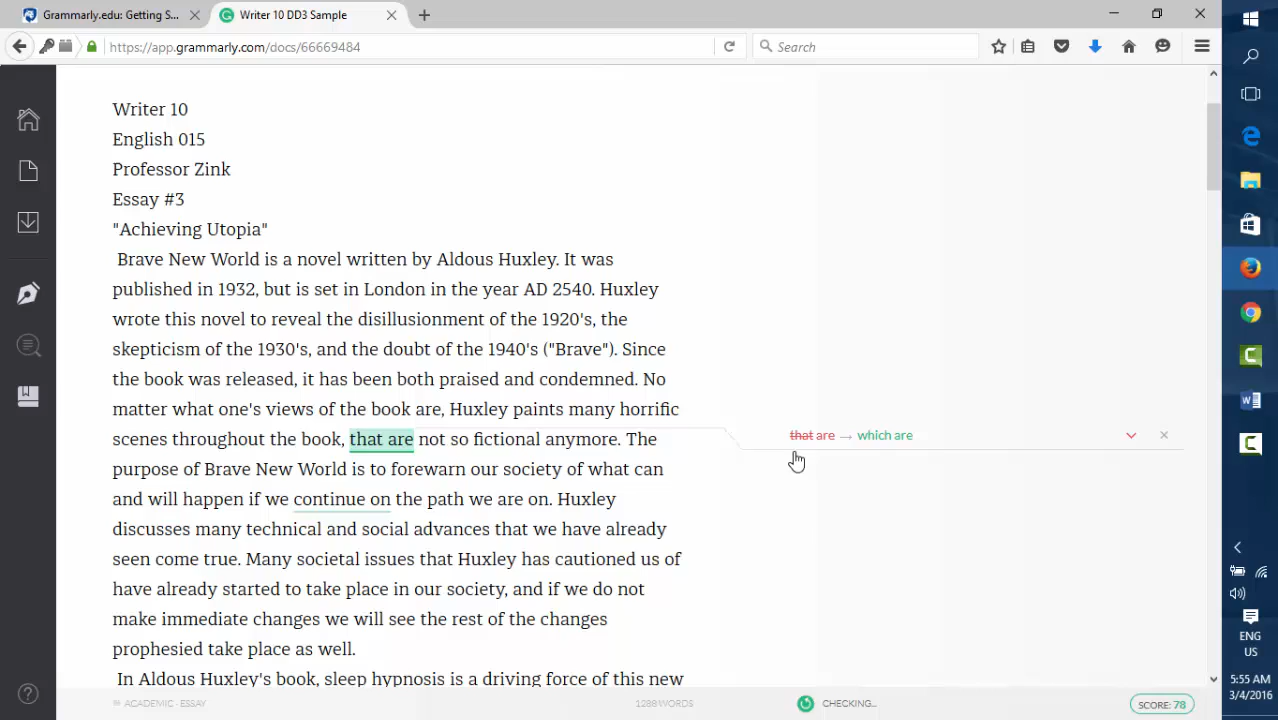 Grammarly.edu: Getting S...
Writer 10 DD3 Sample
https://app.grammarly.com/docs/66669484
Search
Writer 10
English 015
Professor Zink
Essay #3
"Achieving Utopia"
Brave New World is a novel written by Aldous Huxley. It was
published in 1932, but is set in London in the year AD 2540. Huxley
wrote this novel to reveal the disillusionment of the 1920's, the
skepticism of the 1930's, and the doubt of the 1940's ("Brave"). Since
the book was released, it has been both praised and condemned. No
matter what one's views of the book are, Huxley paints many horrific
scenes throughout the book, that are not so fictional anymore. The
that are → which are
purpose of Brave New World is to forewarn our society of what can
and will happen if we continue on the path we are on. Huxley
discusses many technical and social advances that we have already
seen come true. Many societal issues that Huxley has cautioned us of
have already started to take place in our society, and if we do not
make immediate changes we will see the rest of the changes
prophesied take place as well.
In Aldous Huxley's book, sleep hypnosis is a driving force of this new
ACADEMIC - ESSAY
1288 WORDS
CHECKING...
SCORE: 78
ENG
US
5:55 AM
3/4/2016